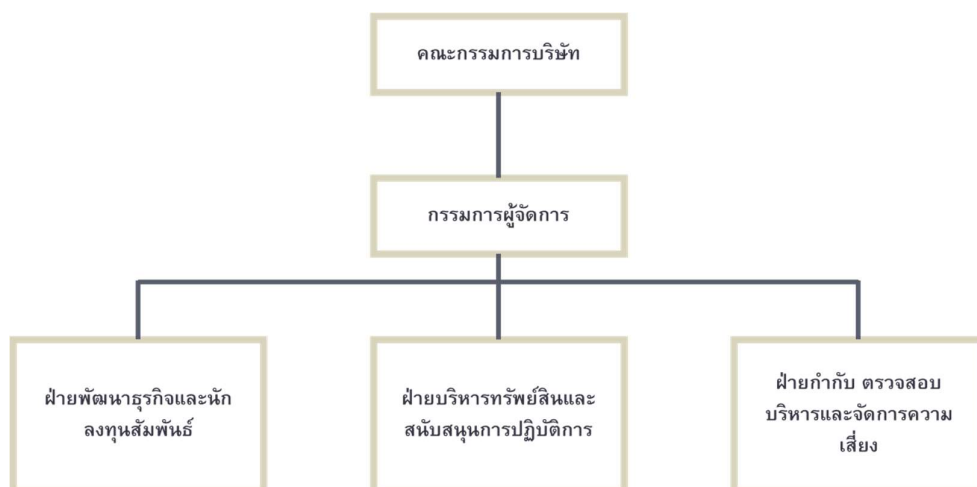 คณะกรรมการบริษัท
กรรมการผู้จัดการ
ฝ่ายพัฒนาธุรกิจและนัก
ลงทุนสัมพันธ์
ฝ่ายบริหารทรัพย์สินและ
สนับสนุนการปฏิบัติการ
ฝ่ายกำกับ ตรวจสอบ
บริหารและจัดการความ
เสี่ยง